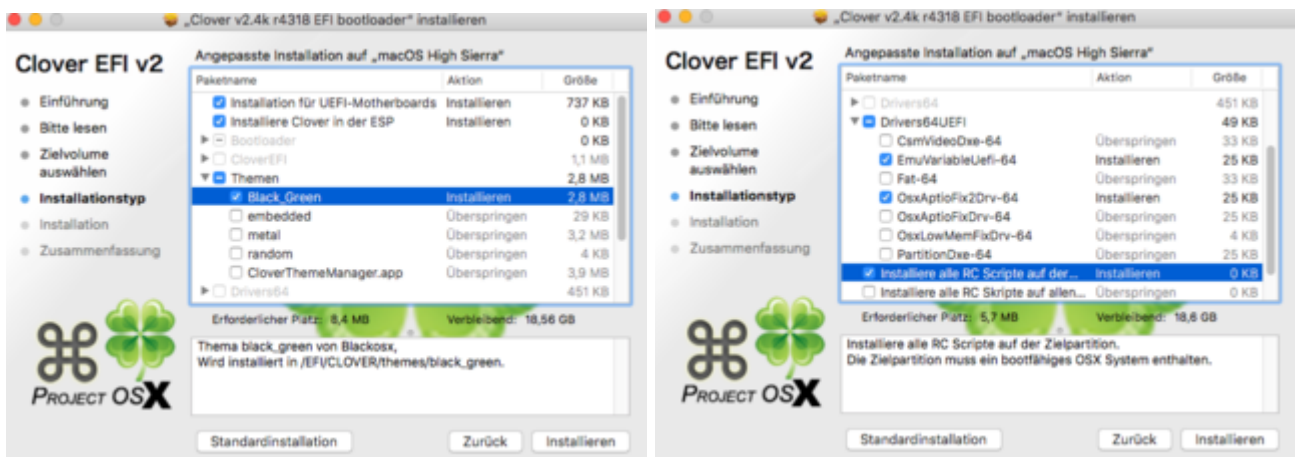 „Clover v2.4k r4318 EFI bootloader“ installieren
Clover EFI v2
Angepasste Installation auf „macOS High Sierra“
Paketname Aktion Größe
Einführung
Bitte lesen
Zielvolume
auswählen
Installationstyp
Installation
Zusammenfassung
Installation für UEFI-Motherboards Installieren 737 KB
Installiere Clover in der ESP Installieren 0 KB
Bootloader 0 KB
CloverEFI 1,1 MB
Themen 2,8 MB
Black_Green Installieren 2,8 MB
embedded Überspringen 29 KB
metal Überspringen 3,2 MB
random Überspringen 4 KB
CloverThemeManager.app Überspringen 3,9 MB
Drivers64 451 KB
Erforderlicher Platz: 8,4 MB Verbleibend: 18,56 GB
Thema black_green von Blackosx,
Wird installiert in /EFI/CLOVER/themes/black_green.
PROJECT OSX
Standardinstallation Zurück Installieren
„Clover v2.4k r4318 EFI bootloader“ installieren
Clover EFI v2
Angepasste Installation auf „macOS High Sierra“
Paketname Aktion Größe
Einführung
Bitte lesen
Zielvolume
auswählen
Installationstyp
Installation
Zusammenfassung
Drivers64 451 KB
Drivers64UEFI 49 KB
CsmVideoDxe-64 Überspringen 33 KB
EmuVariableUefi-64 Installieren 25 KB
Fat-64 Überspringen 33 KB
OsxAptioFix2Drv-64 Installieren 25 KB
OsxAptioFixDrv-64 Überspringen 25 KB
OsxLowMemFixDrv-64 Überspringen 4 KB
PartitionDxe-64 Überspringen 25 KB
Installiere alle RC Scripte auf der... Installieren 0 KB
Installiere alle RC Skripte auf allen... Überspringen 0 KB
Erforderlicher Platz: 5,7 MB Verbleibend: 18,6 GB
Installiere alle RC Scripte auf der Zielpartition.
Die Zielpartition muss ein bootfähiges OSX System enthalten.
PROJECT OSX
Standardinstallation Zurück Installieren